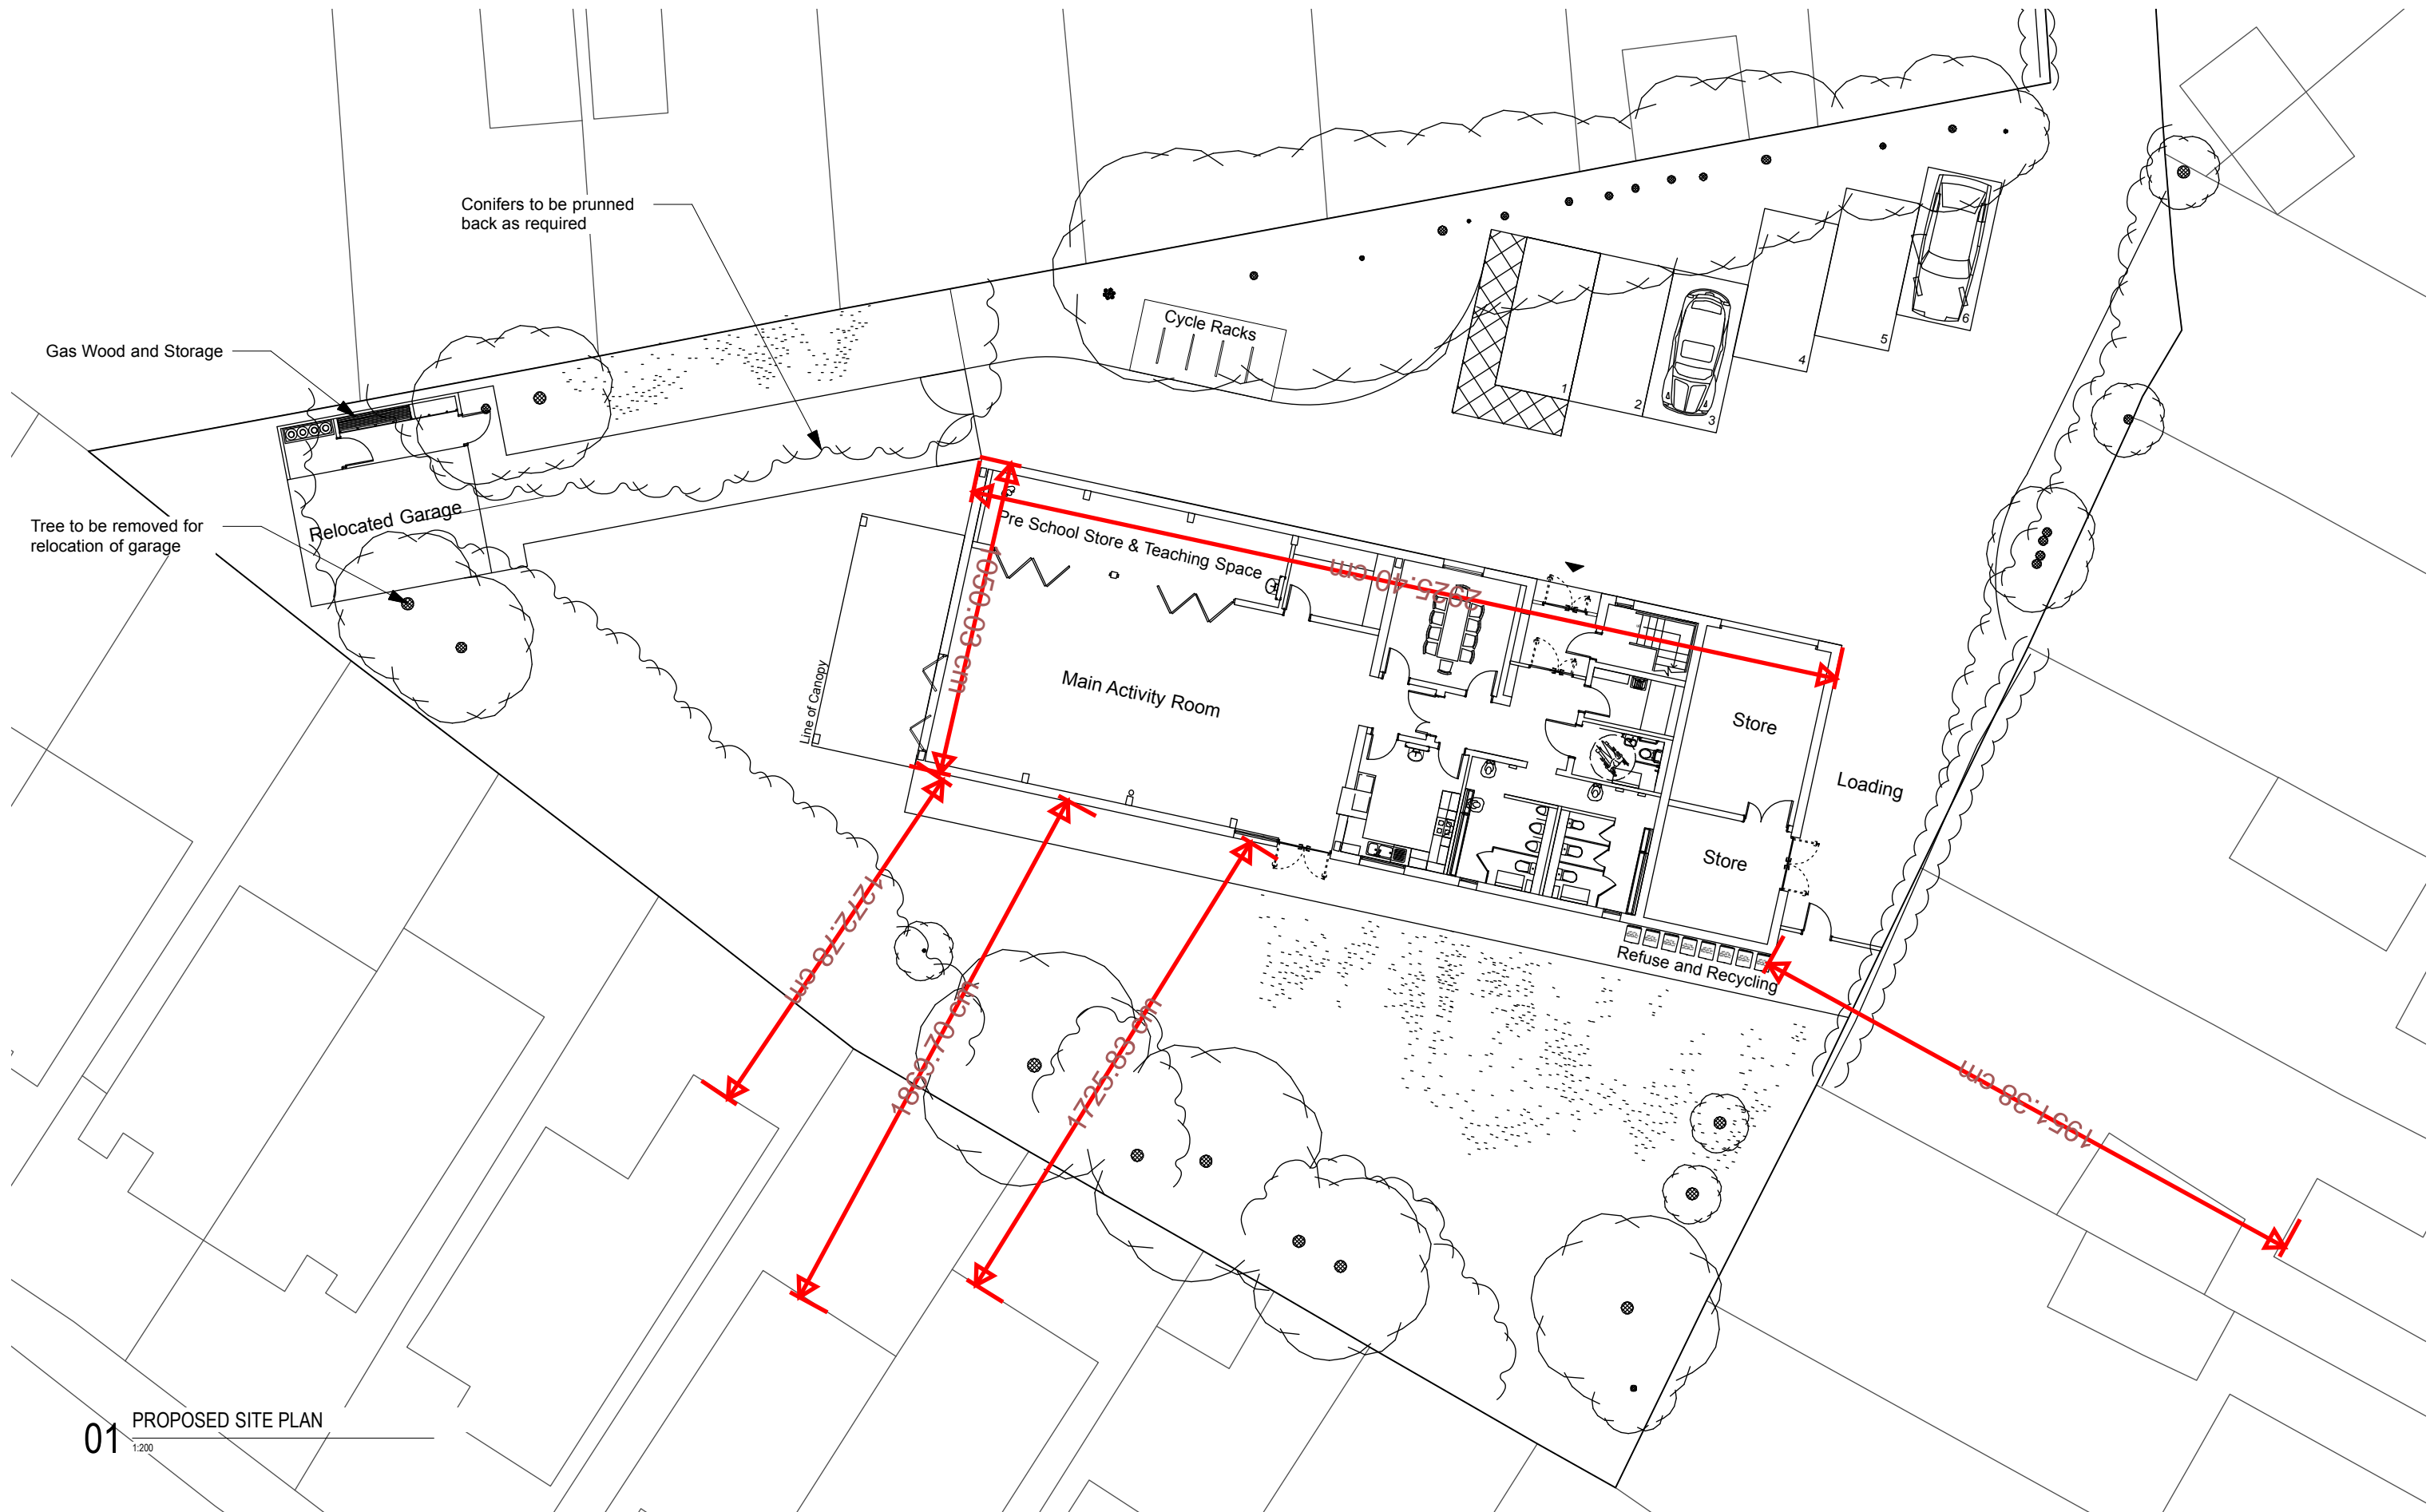 Conifers to be prunned
back as required
Gas Wood and Storage
Cycle Racks
1
2
3
4
5
6
Tree to be removed for
relocation of garage
Relocated Garage
Pre School Store & Teaching Space
1050.03 cm
2925.40 cm
Line of Canopy
Main Activity Room
Store
Loading
Store
Refuse and Recycling
1272.78 cm
1869.70 cm
1725.83 cm
1951.38 cm
01
PROPOSED SITE PLAN
1:200